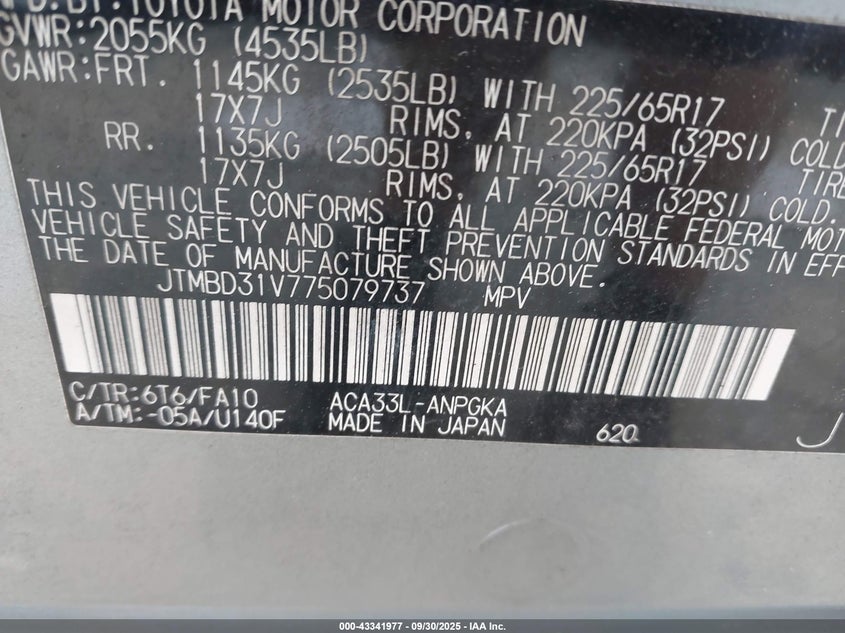 TOYOTA MOTOR CORPORATION
GVWR:2055KG (4535LB)
GAWR:FRT. 1145KG (2535LB) WITH 225/65R17
17X7J RIMS, AT 220KPA (32PSI) COLD
RR. 1135KG (2505LB) WITH 225/65R17
17X7J RIMS, AT 220KPA (32PSI) COLD.
THIS VEHICLE CONFORMS TO ALL APPLICABLE FEDERAL MOT
VEHICLE SAFETY AND THEFT PREVENTION STANDARDS IN EFF
THE DATE OF MANUFACTURE SHOWN ABOVE.
JTMBD31V775079737 MPV
C/TR:6T6/FA10 ACA33L-ANPGKA
A/TM:-05A/U140F MADE IN JAPAN 620
000-43341977 - 09/30/2025 - IAA Inc.